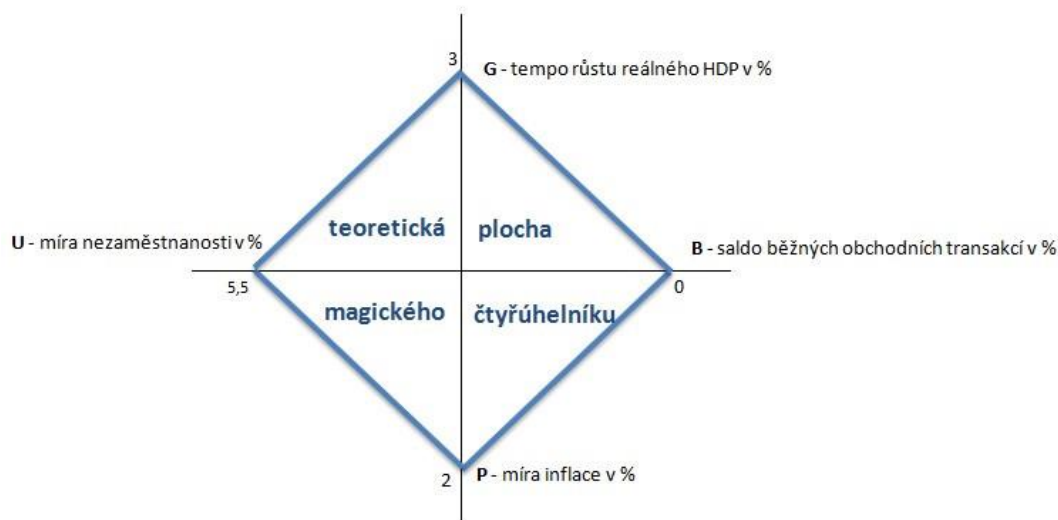 3
G - tempo růstu reálného HDP v %
teoretická plocha
U - míra nezaměstnanosti v %
B - saldo běžných obchodních transakcí v %
5,5
0
magického čtyřúhelníku
2
P - míra inflace v %